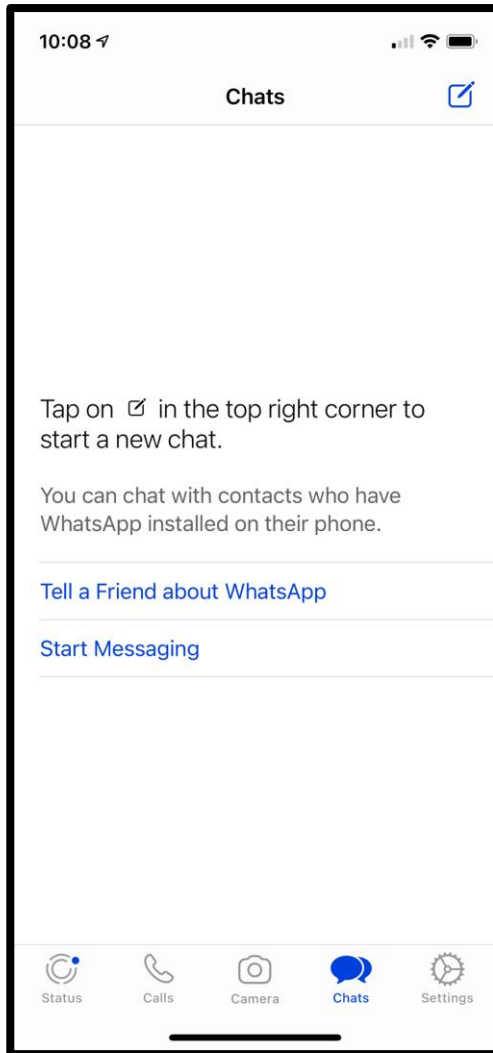 10:08
Chats
Tap on in the top right corner to
start a new chat.
You can chat with contacts who have
WhatsApp installed on their phone.
Tell a Friend about WhatsApp
Start Messaging
Status Calls Camera Chats Settings